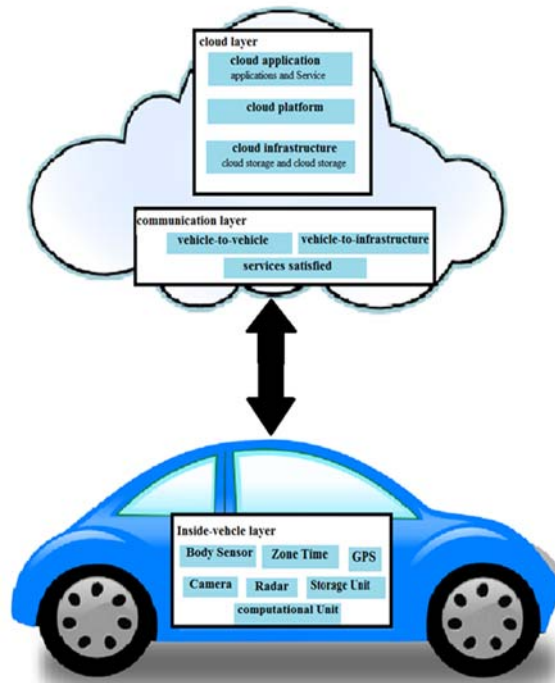 cloud layer
cloud application
applications and Service
cloud platform
cloud infrastructure
cloud storage and cloud storage
communication layer
vehicle-to-vehicle vehicle-to-infrastructure
services satisfied
Inside-vehcle layer
Body Sensor Zone Time GPS
Camera Radar Storage Unit
computational Unit